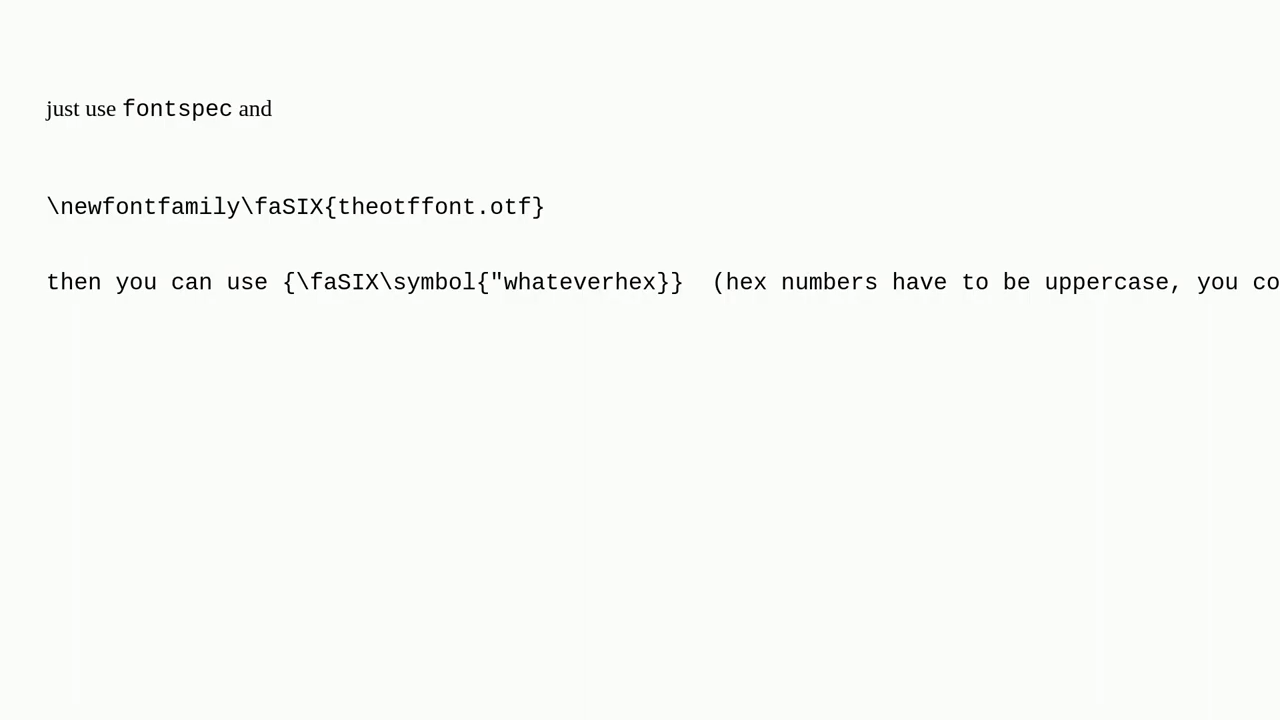 just use fontspec and
\newfontfamily\faSIX{theotffont.otf}
then you can use {\faSIX\symbol{"whateverhex}}  (hex numbers have to be uppercase, you